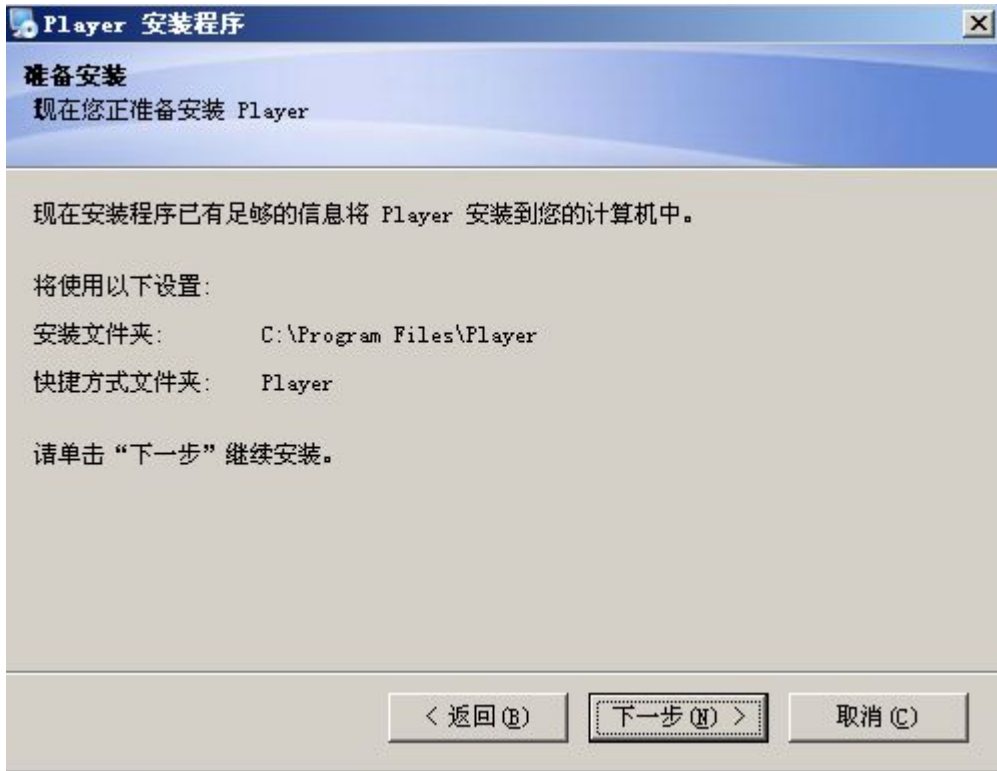 Player 安装程序
准备安装
现在您正准备安装 Player
现在安装程序已有足够的信息将 Player 安装到您的计算机中。
将使用以下设置:
安装文件夹: C:\Program Files\Player
快捷方式文件夹: Player
请单击“下一步”继续安装。
< 返回(B) 下一步(N) > 取消(C)